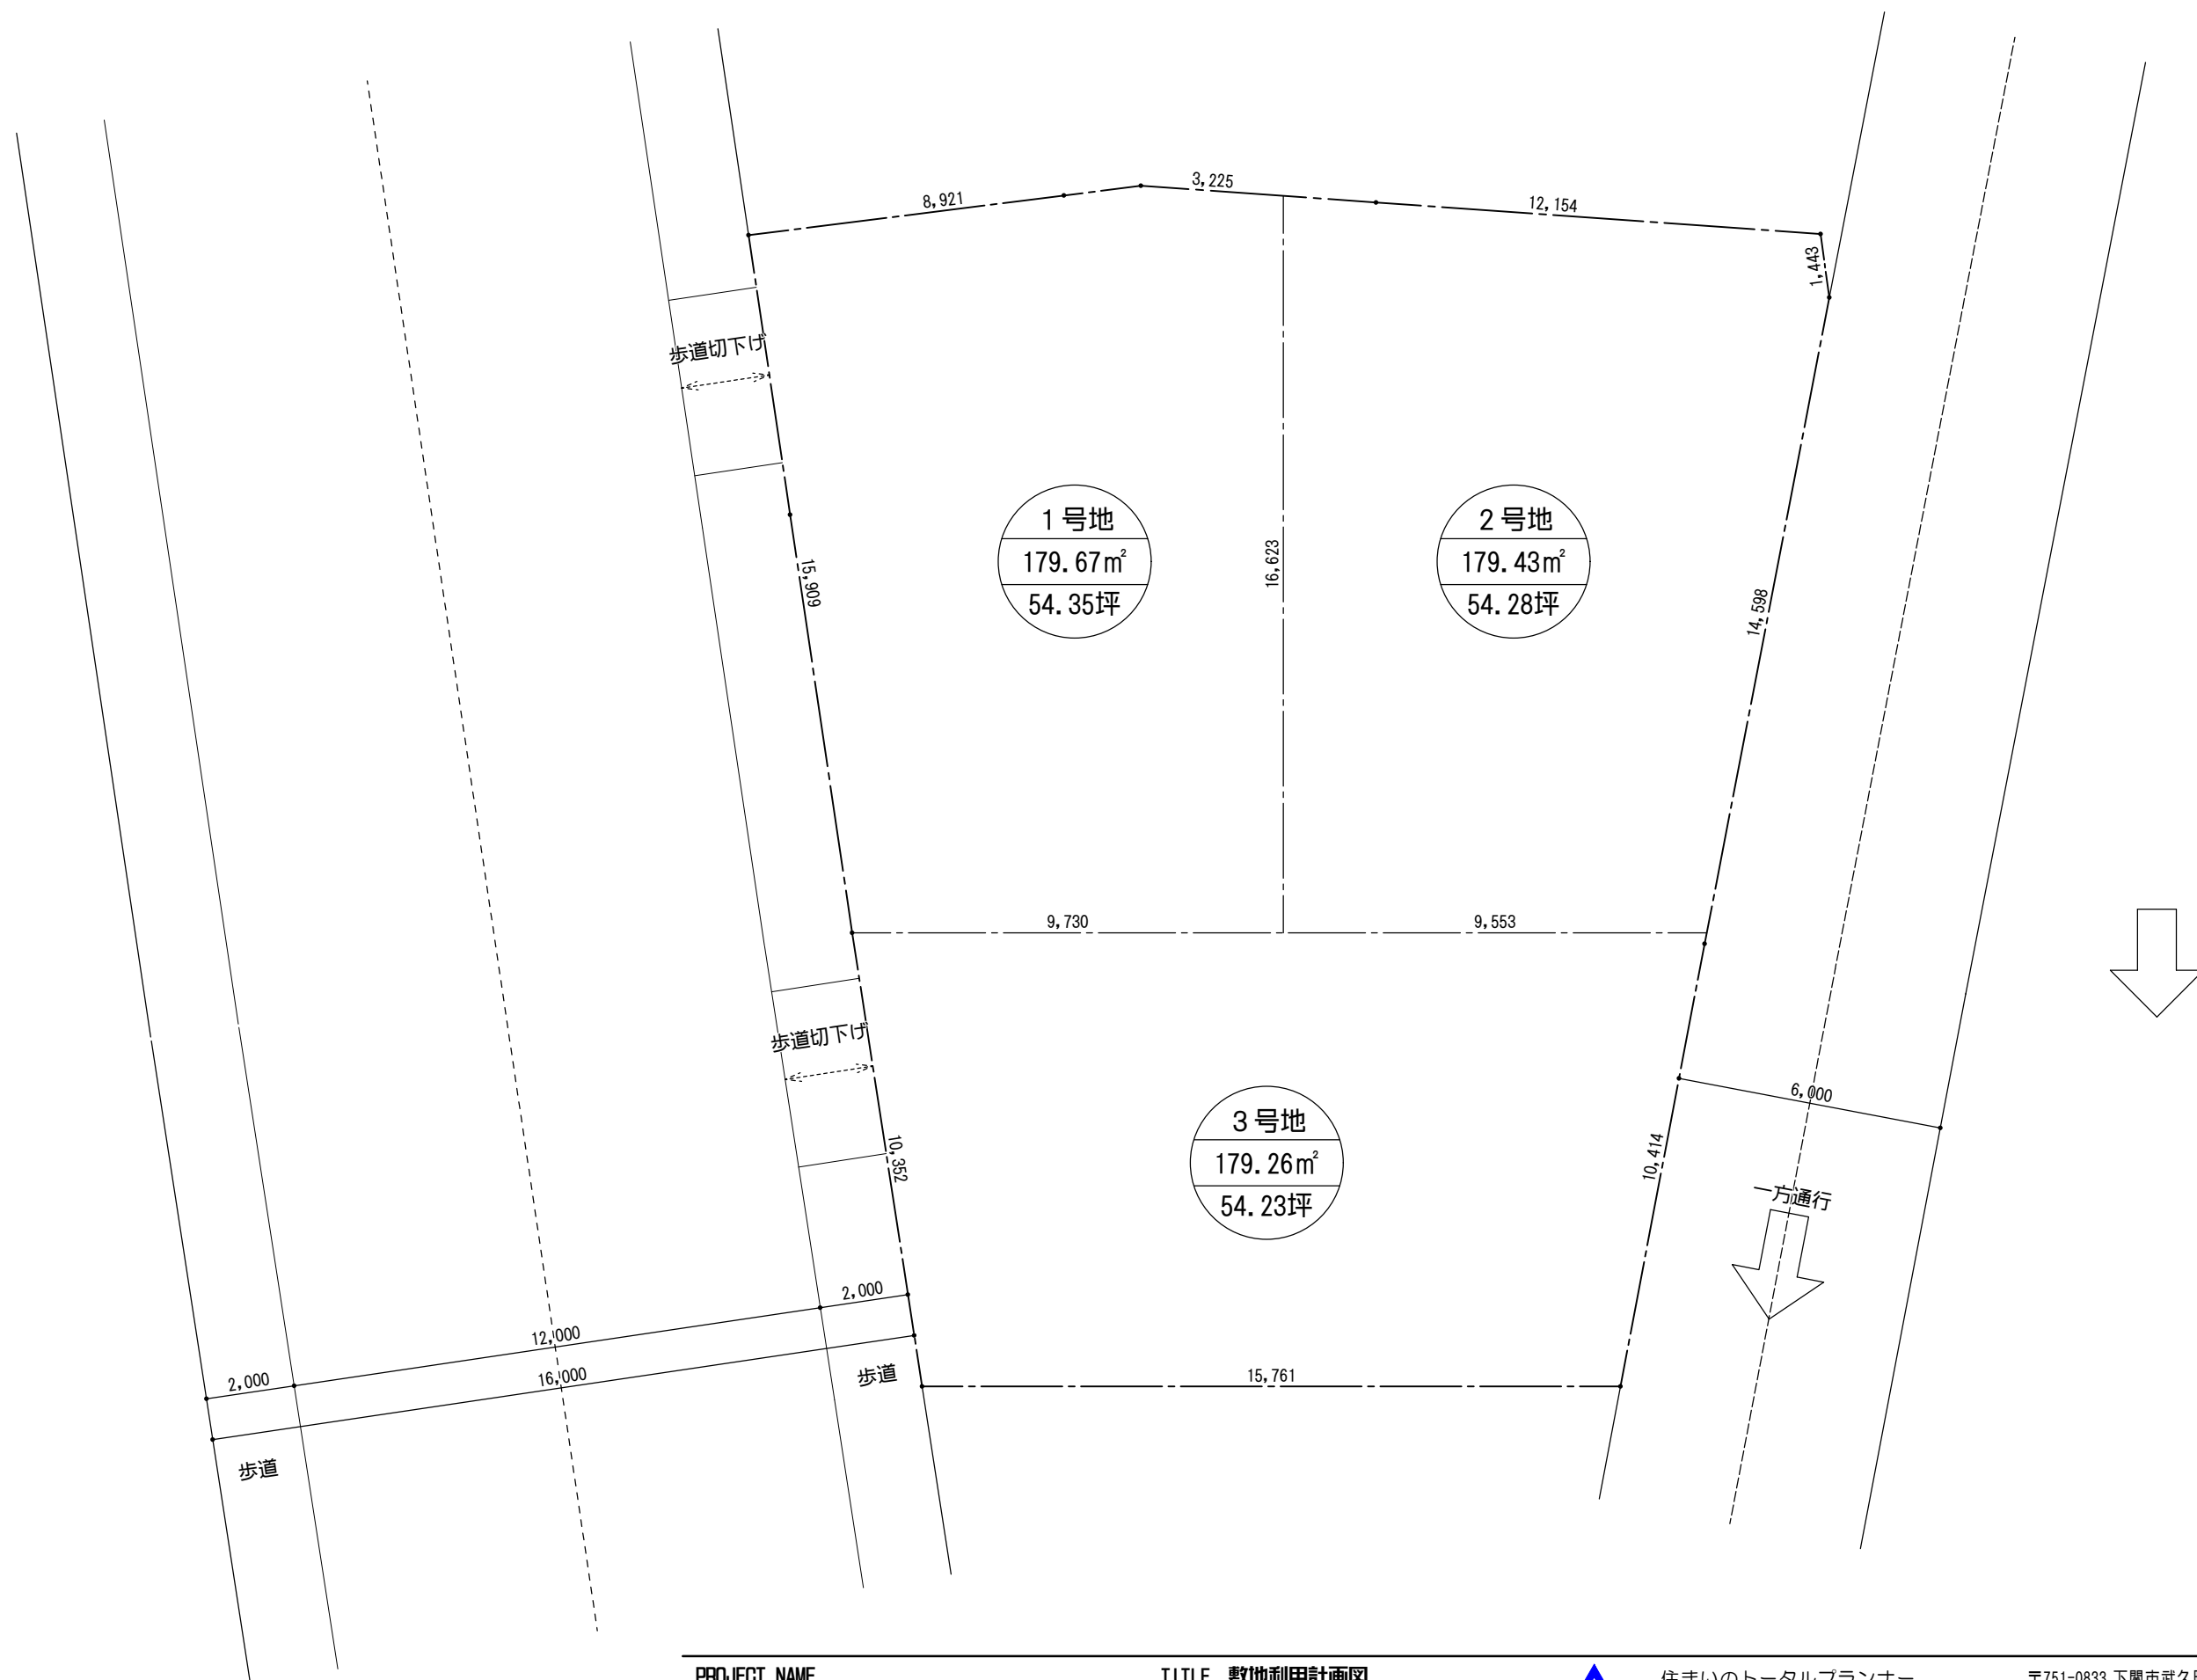 8,921
3,225
12,154
1,443
歩道切下げ
1号地
179.67㎡
54.35坪
2号地
179.43㎡
54.28坪
16,623
15,909
14,598
9,730
9,553
歩道切下げ
3号地
179.26㎡
54.23坪
10,352
10,414
6,000
一方通行
2,000
12,000
2,000
16,000
歩道
歩道
15,761
PROJECT NAME
TITLE 敷地利用計画図
住まいのトータルプランナー
〒751-0833 下関市武久